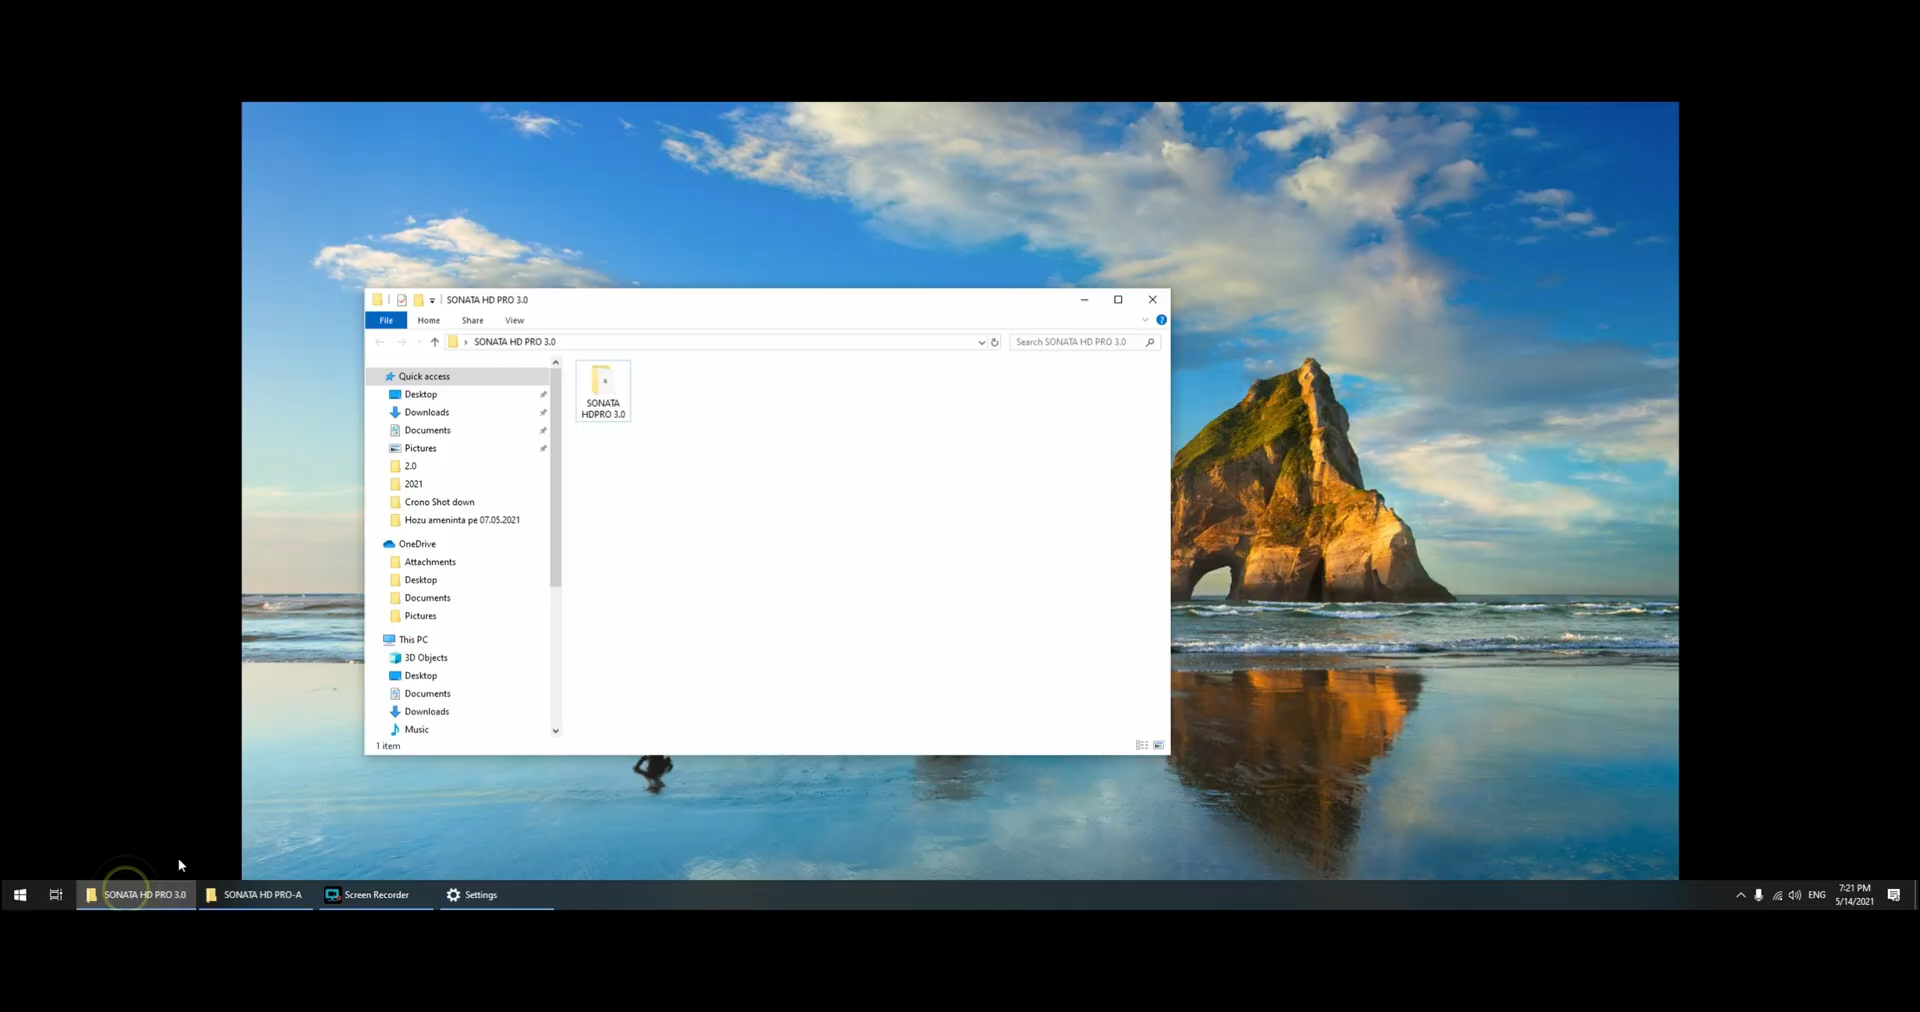 SONATA HD PRO 3.0
File Home Share View
SONATA HD PRO 3.0
Search SONATA HD PRO 3.0
Quick access
Desktop
Downloads
Documents
Pictures
2.0
2021
Crono Shot down
Hozu ameninta pe 07.05.2021
OneDrive
Attachments
Desktop
Documents
Pictures
This PC
3D Objects
Desktop
Documents
Downloads
Music
SONATA
HDPRO 3.0
1 item
SONATA HD PRO 3.0
SONATA HD PRO-A
Screen Recorder
Settings
ENG
7:21 PM
5/14/2021